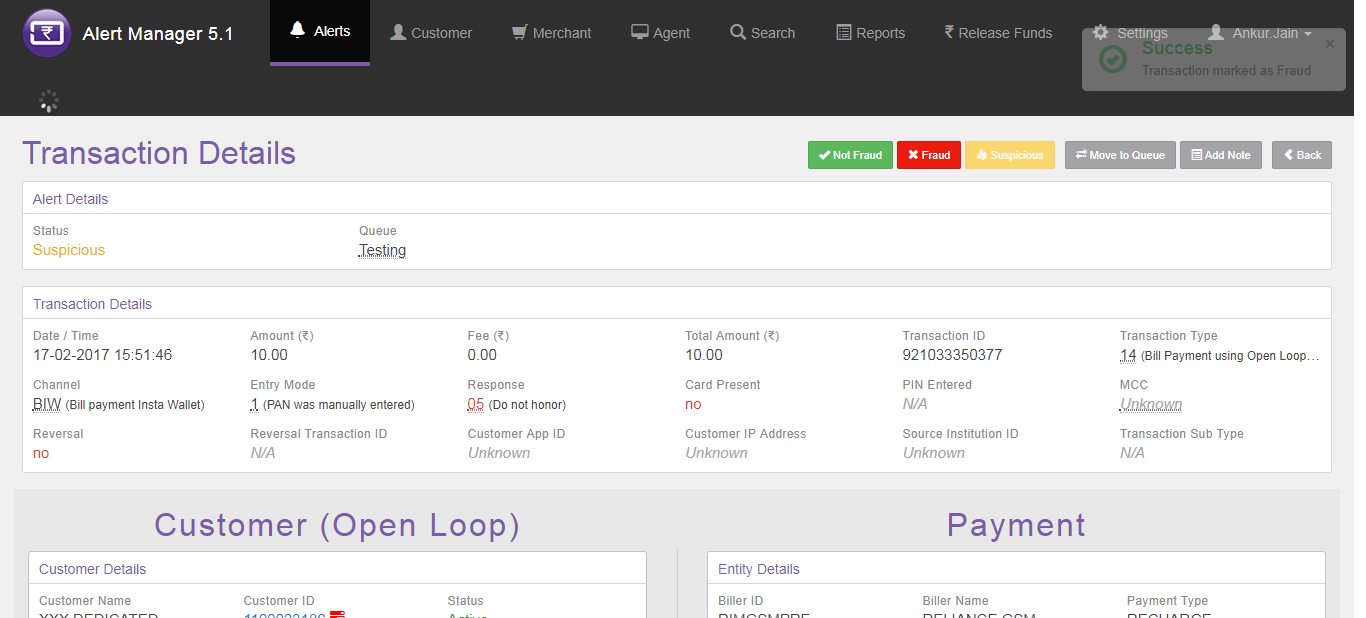 Alert Manager 5.1
Alerts
Customer
Merchant
Agent
Search
Reports
₹ Release Funds
Settings
Ankur.Jain
Success
×
Transaction marked as Fraud
Transaction Details
Not Fraud
Fraud
Suspicious
Move to Queue
Add Note
Back
Alert Details
Status Queue
Suspicious Testing
Transaction Details
Date / Time Amount (₹) Fee (₹) Total Amount (₹) Transaction ID Transaction Type
17-02-2017 15:51:46 10.00 0.00 10.00 921033350377 14 (Bill Payment using Open Loop...
Channel Entry Mode Response Card Present PIN Entered MCC
BIW (Bill payment Insta Wallet) 1 (PAN was manually entered) 05 (Do not honor) no N/A Unknown
Reversal Reversal Transaction ID Customer App ID Customer IP Address Source Institution ID Transaction Sub Type
no N/A Unknown Unknown Unknown N/A
Customer (Open Loop)
Customer Details
Customer Name Customer ID Status
XXX DEDICATED Active
Payment
Entity Details
Biller ID Biller Name Payment Type
RELIANCE GSM RECHARGE